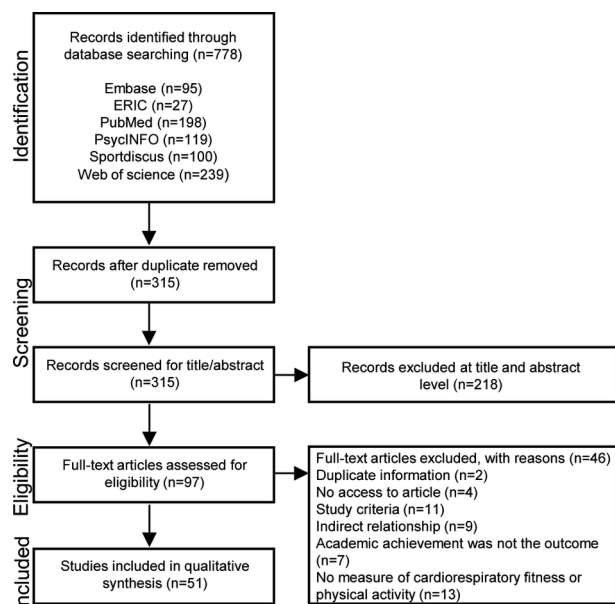 Identification
Records identified through
database searching (n=778)
Embase (n=95)
ERIC (n=27)
PubMed (n=198)
PsycINFO (n=119)
Sportdiscus (n=100)
Web of science (n=239)
Screening
Records after duplicate removed
(n=315)
Records screened for title/abstract
(n=315)
Records excluded at title and abstract
level (n=218)
Eligibility
Full-text articles assessed for
eligibility (n=97)
Full-text articles excluded, with reasons (n=46)
Duplicate information (n=2)
No access to article (n=4)
Study criteria (n=11)
Indirect relationship (n=9)
Academic achievement was not the outcome
(n=7)
No measure of cardiorespiratory fitness or
physical activity (n=13)
Included
Studies included in qualitative
synthesis (n=51)